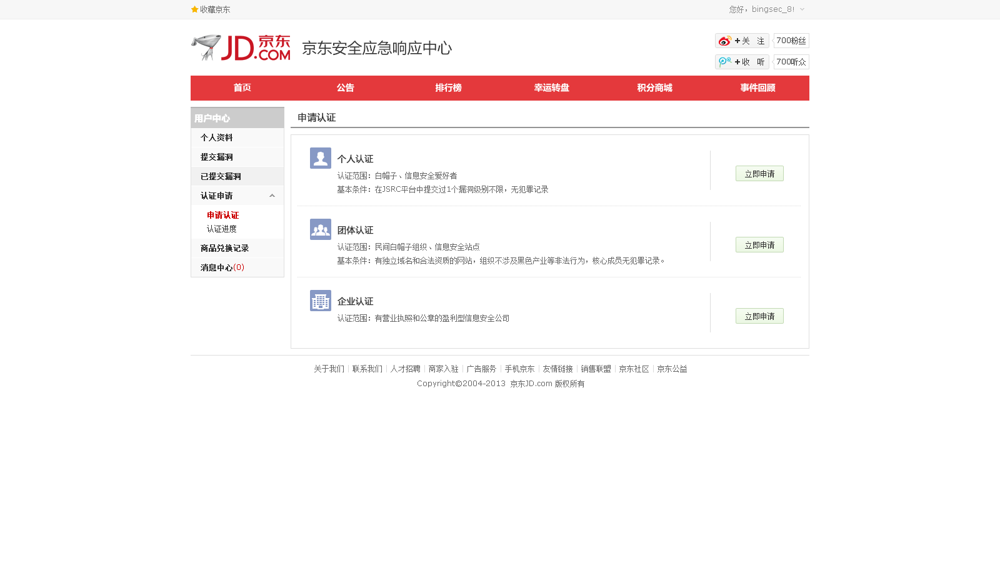 收藏京东
您好，bingsec_8!
JD.COM 京东
京东安全应急响应中心
+关 注 700粉丝
+收 听 700听众
首页 公告 排行榜 幸运转盘 积分商城 事件回顾
用户中心
个人资料
提交漏洞
已提交漏洞
认证申请
申请认证
认证进度
商品兑换记录
消息中心(0)
申请认证
个人认证
认证范围：白帽子、信息安全爱好者
基本条件：在JSRC平台中提交过1个漏洞级别不限，无犯罪记录
立即申请
团体认证
认证范围：民间白帽子组织、信息安全站点
基本条件：有独立域名和合法资质的网站，组织不涉及黑色产业等非法行为，核心成员无犯罪记录。
立即申请
企业认证
认证范围：有营业执照和公章的盈利型信息安全公司
立即申请
关于我们 | 联系我们 | 人才招聘 | 商家入驻 | 广告服务 | 手机京东 | 友情链接 | 销售联盟 | 京东社区 | 京东公益
Copyright©2004-2013 京东JD.com 版权所有